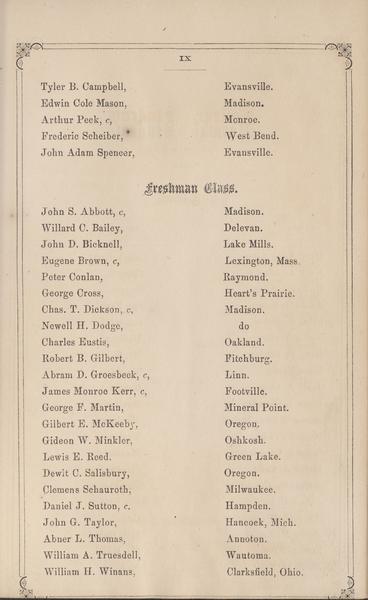 IX
Tyler B. Campbell, Evansville.
Edwin Cole Mason, Madison.
Arthur Peck, c, Monroe.
Frederic Scheiber, * West Bend.
John Adam Spencer, Evansville.
Freshman Class.
John S. Abbott, c, Madison.
Willard C. Bailey, Delevan.
John D. Bicknell, Lake Mills.
Eugene Brown, c, Lexington, Mass.
Peter Conlan, Raymond.
George Cross, Heart's Prairie.
Chas. T. Dickson, c, Madison.
Newell H. Dodge, do
Charles Eustis, Oakland.
Robert B. Gilbert, Fitchburg.
Abram D. Groesbeck, c, Linn.
James Monroe Kerr, c, Footville.
George F. Martin, Mineral Point.
Gilbert E. McKeeby, Oregon.
Gideon W. Minkler, Oshkosh.
Lewis E. Reed. Green Lake.
Dewit C. Salisbury, Oregon.
Clemens Schauroth, Milwaukee.
Daniel J. Sutton, c. Hampden.
John G. Taylor, Hancock, Mich.
Abner L. Thomas, Annoton.
William A. Truesdell, Wautoma.
William H. Winans, Clarksfield, Ohio.